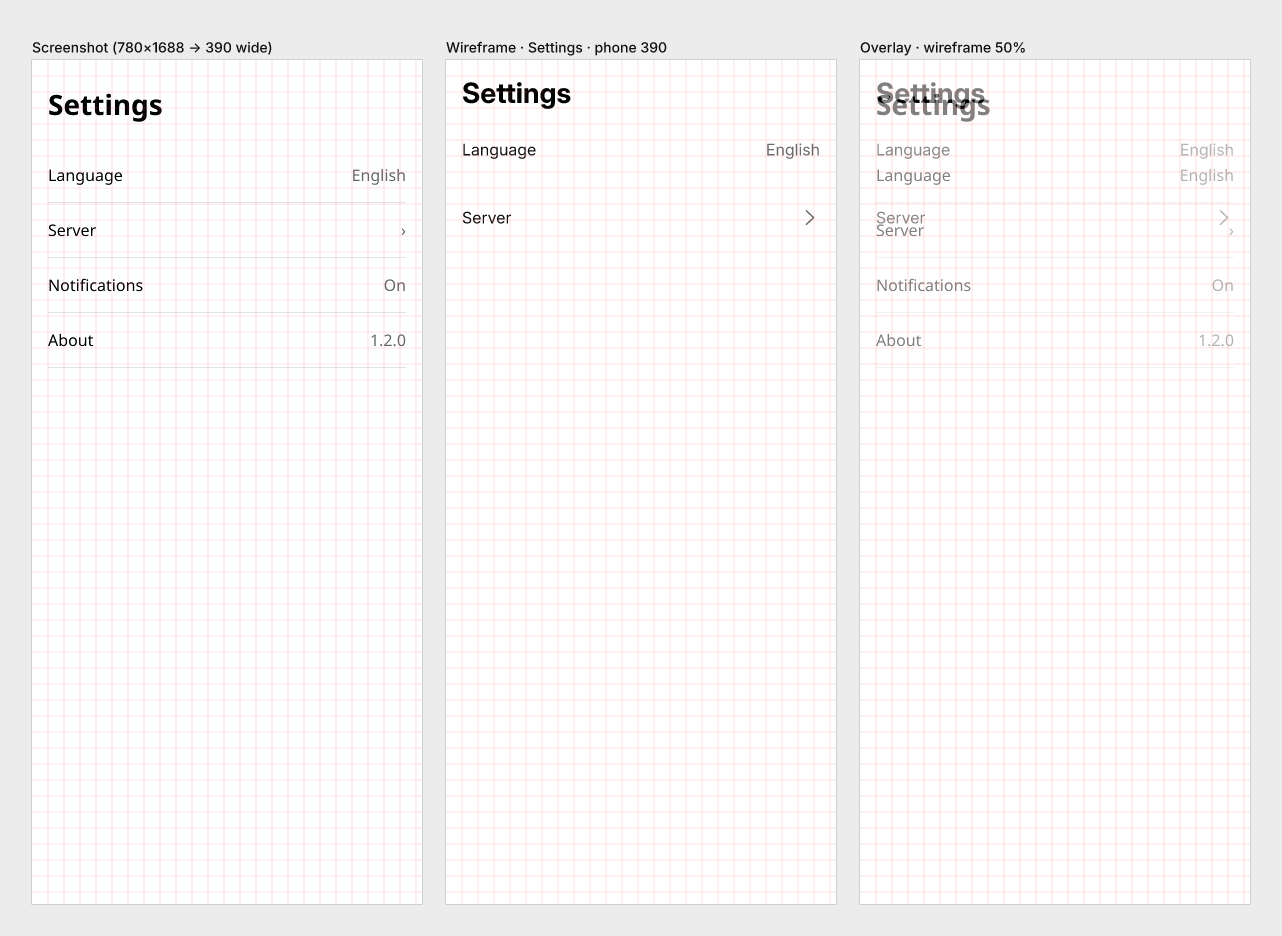 Screenshot (780×1688 → 390 wide)
Settings
Language English
Server ›
Notifications On
About 1.2.0
Wireframe · Settings · phone 390
Settings
Language English
Server
Overlay · wireframe 50%
Settings
Settings
Language English
Language English
Server
Server ›
Notifications On
About 1.2.0